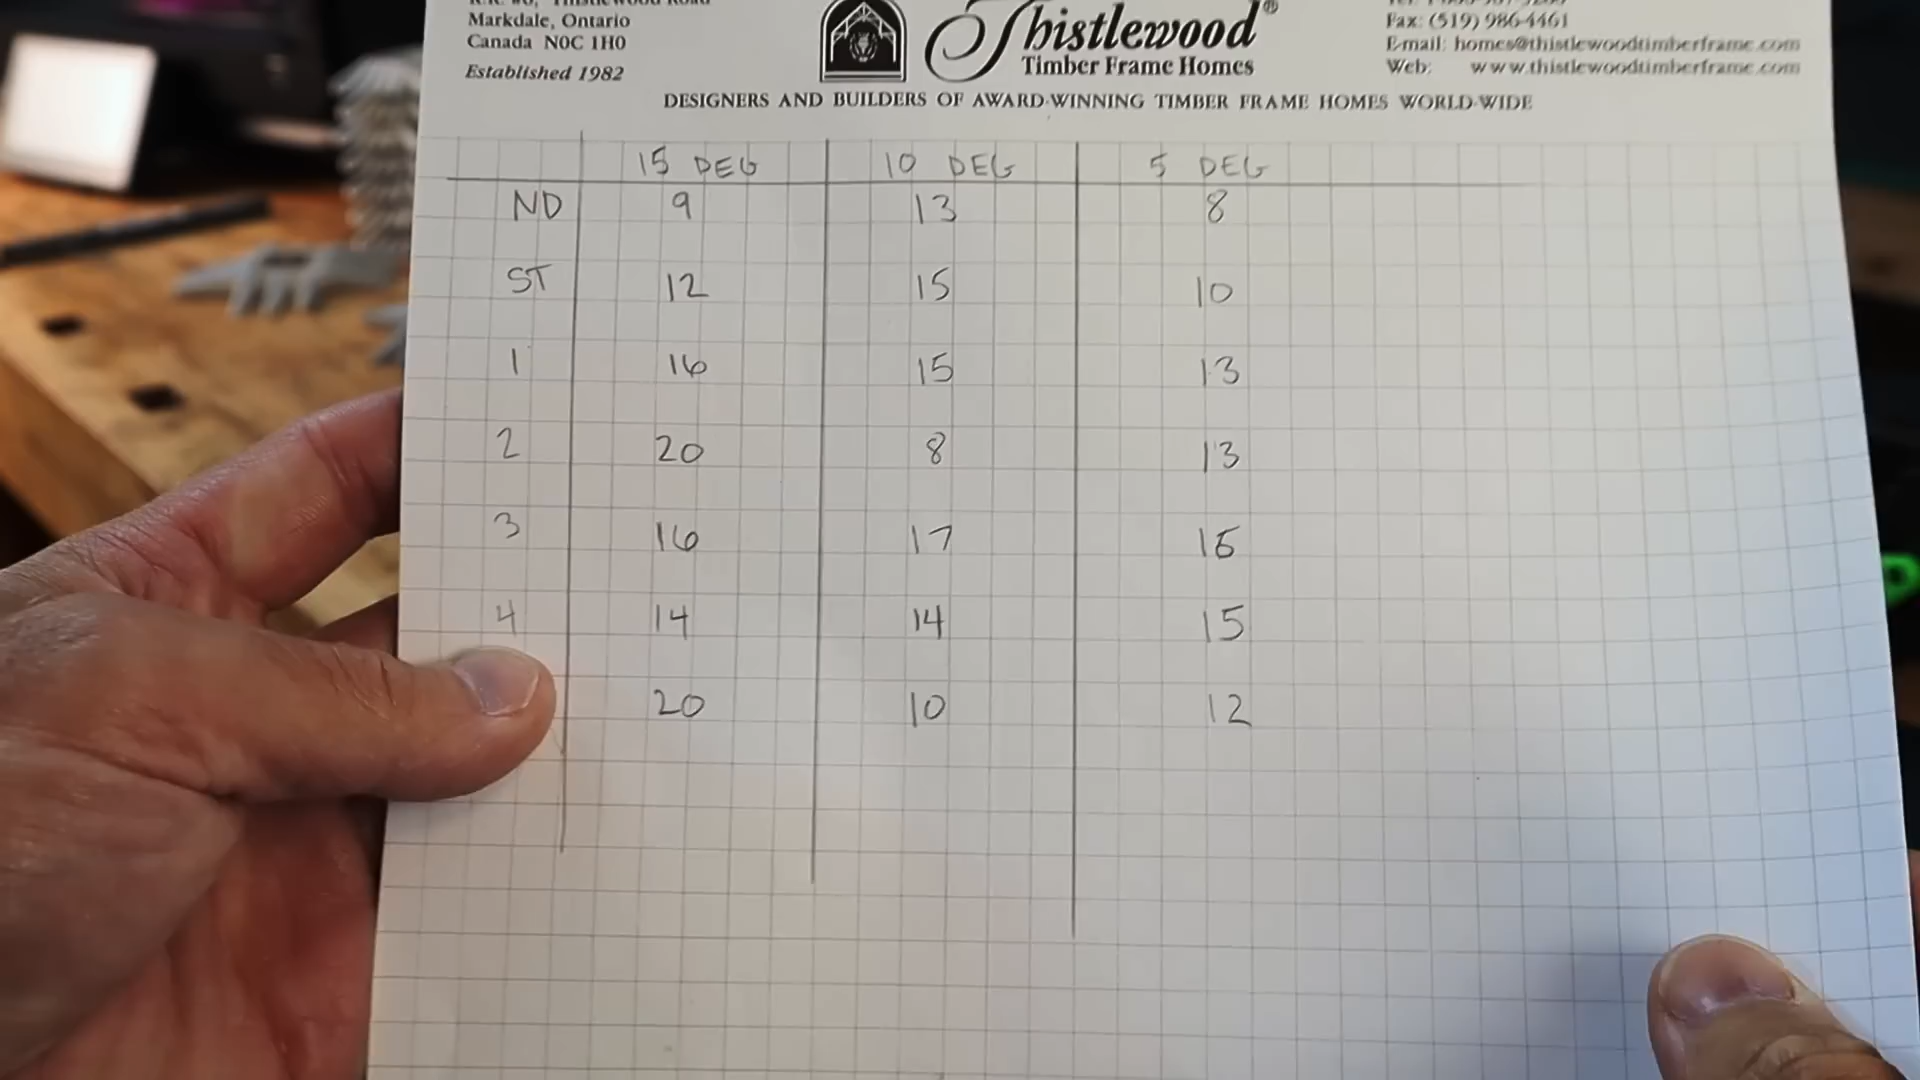 Markdale, Ontario
Canada N0C 1H0
Established 1982
Thistlewood®
Timber Frame Homes
Fax: (519) 986-4461
E-mail: homes@thistlewoodtimberframe.com
Web: www.thistlewoodtimberframe.com
DESIGNERS AND BUILDERS OF AWARD-WINNING TIMBER FRAME HOMES WORLD-WIDE
15 DEG 10 DEG 5 DEG
ND 9 13 8
ST 12 15 10
1 16 15 13
2 20 8 13
3 16 17
4 14 14 15
20 10 12